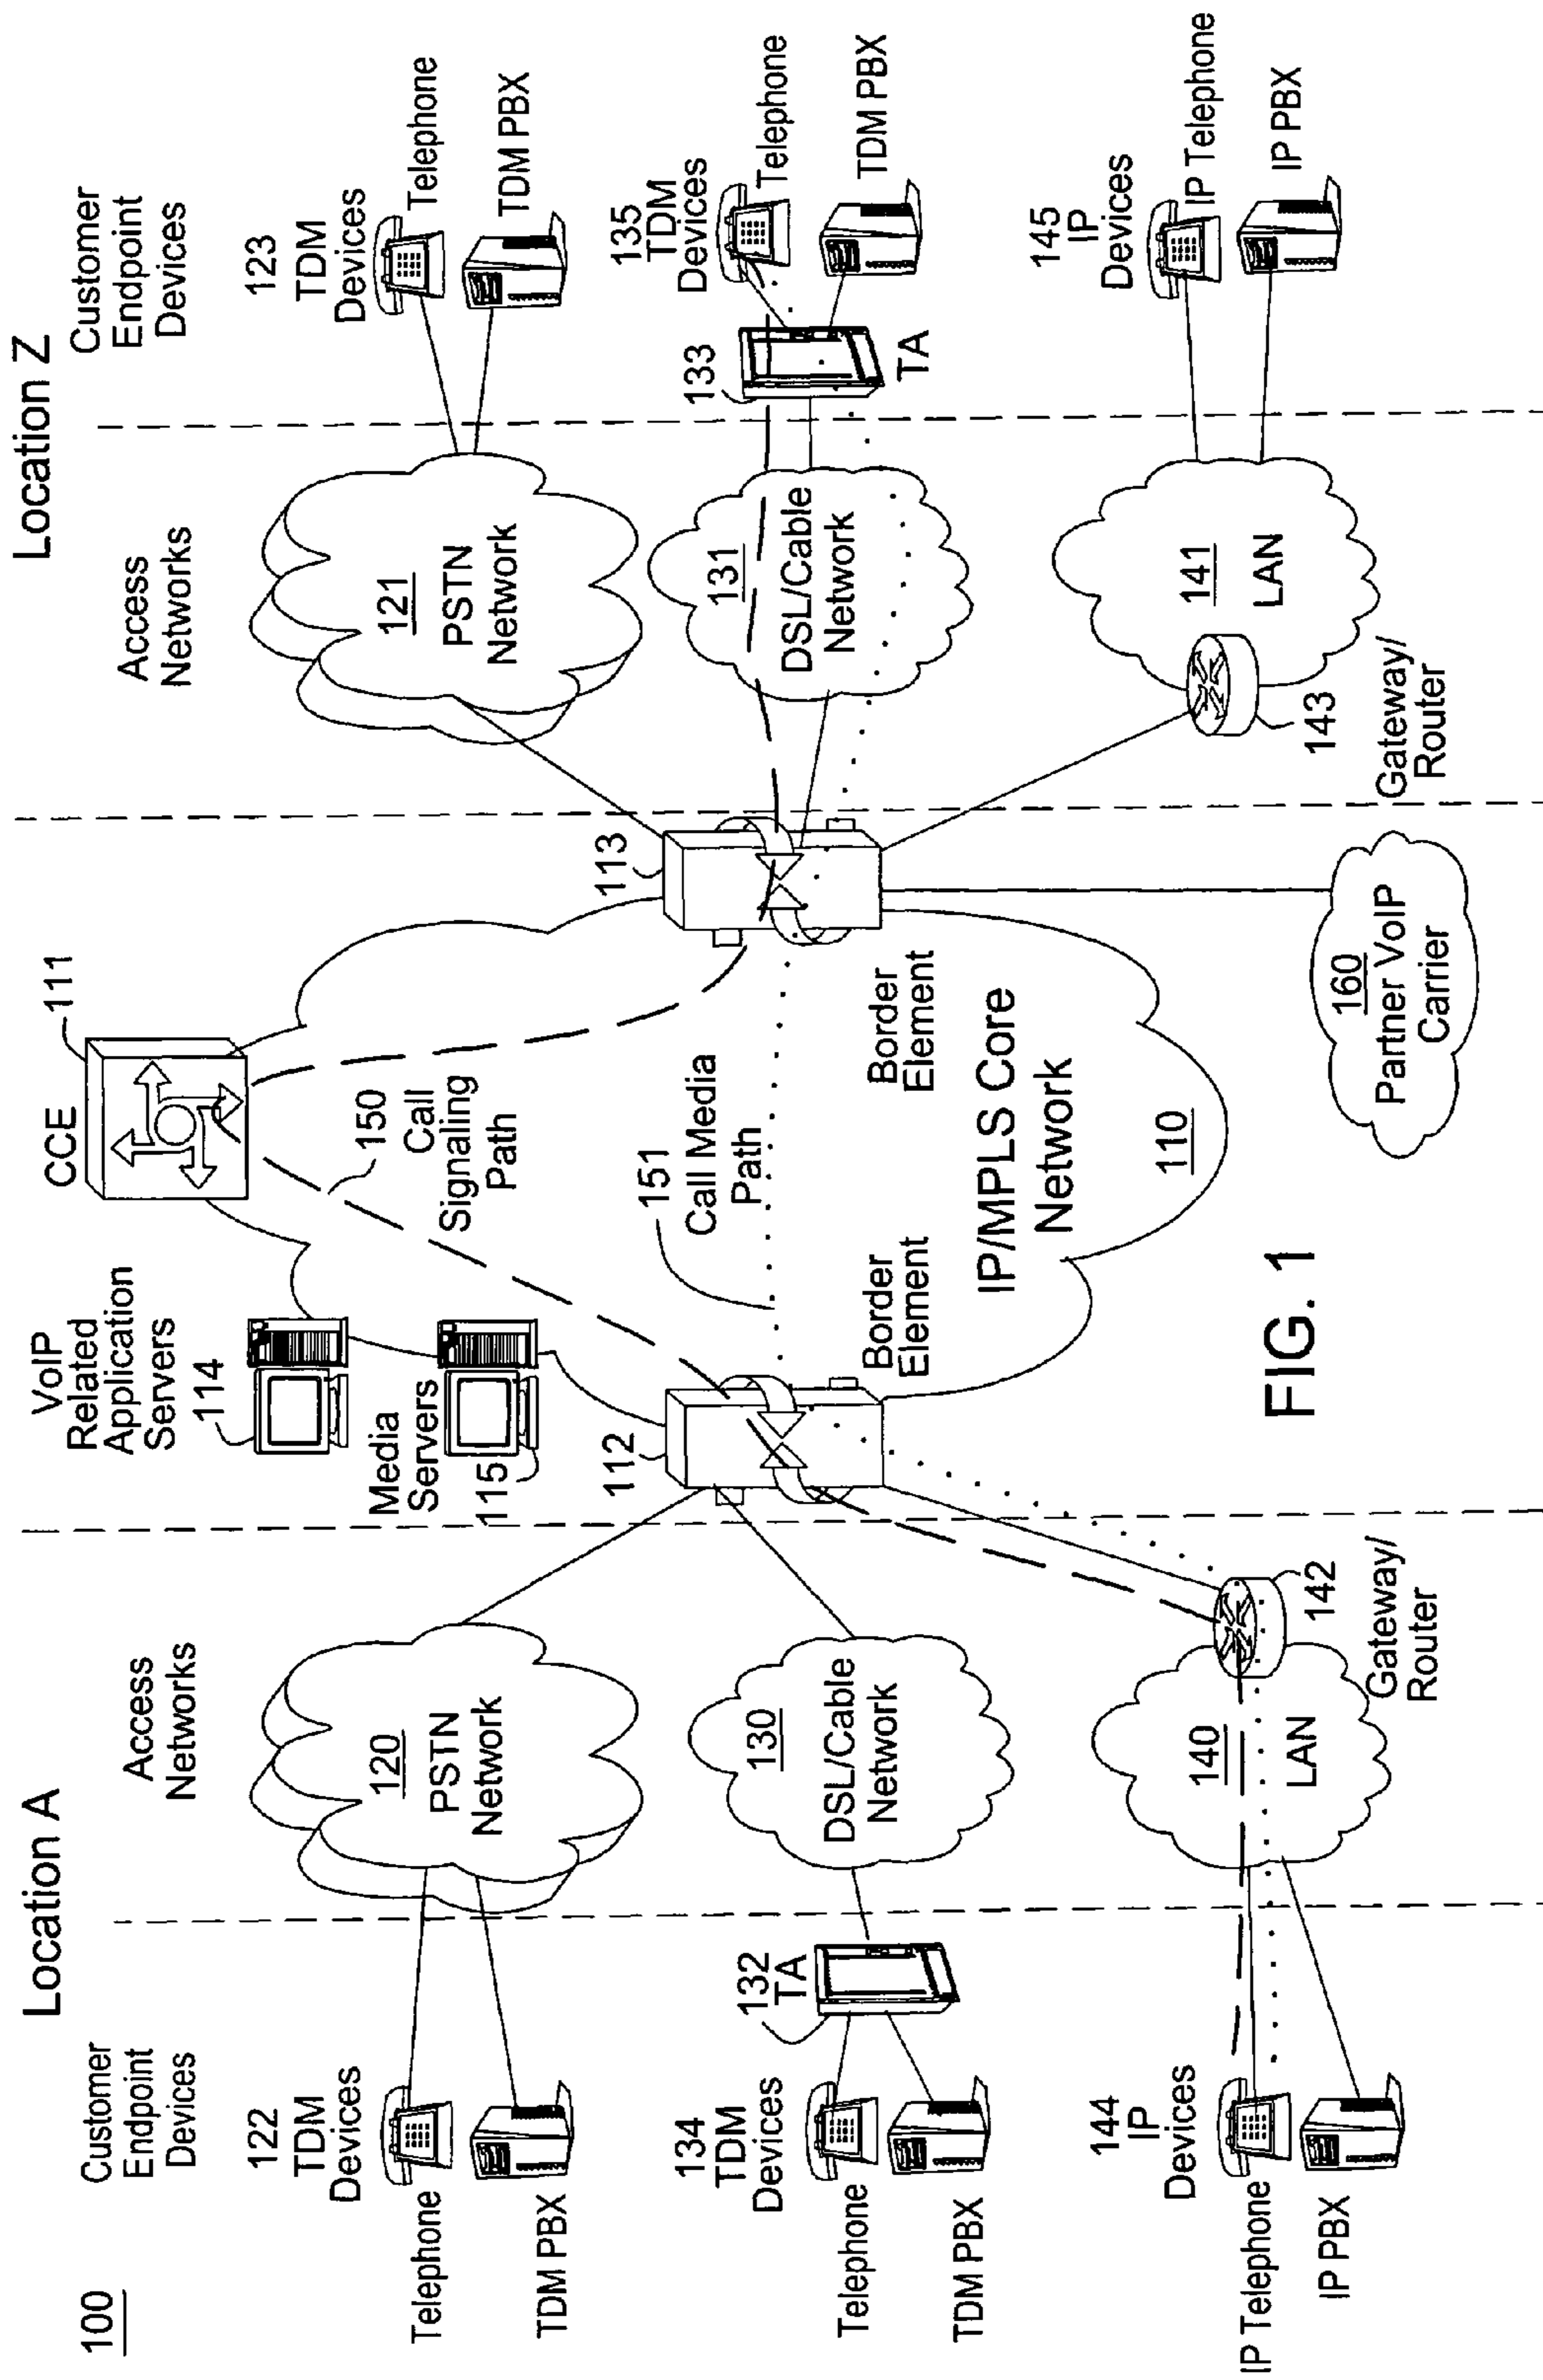 100
Location A
Location Z
Customer
Endpoint
Devices
Access
Networks
VoIP
Related
Application
Servers
114
CCE
111
Access
Networks
Customer
Endpoint
Devices
122
TDM
Devices
Telephone
TDM PBX
120
PSTN
Network
Media
Servers
115
150
Call
Signaling
Path
121
PSTN
Network
123
TDM
Devices
Telephone
TDM PBX
134
TDM
Devices
Telephone
TDM PBX
132
TA
130
DSL/Cable
Network
112
Border
Element
151
Call Media
Path
113
Border
Element
131
DSL/Cable
Network
133
TA
135
TDM
Devices
Telephone
TDM PBX
IP/MPLS Core
Network
110
144
IP
Devices
IP Telephone
IP PBX
140
LAN
142
Gateway/
Router
160
Partner VoIP
Carrier
141
LAN
143
Gateway/
Router
145
IP
Devices
IP Telephone
IP PBX
FIG. 1